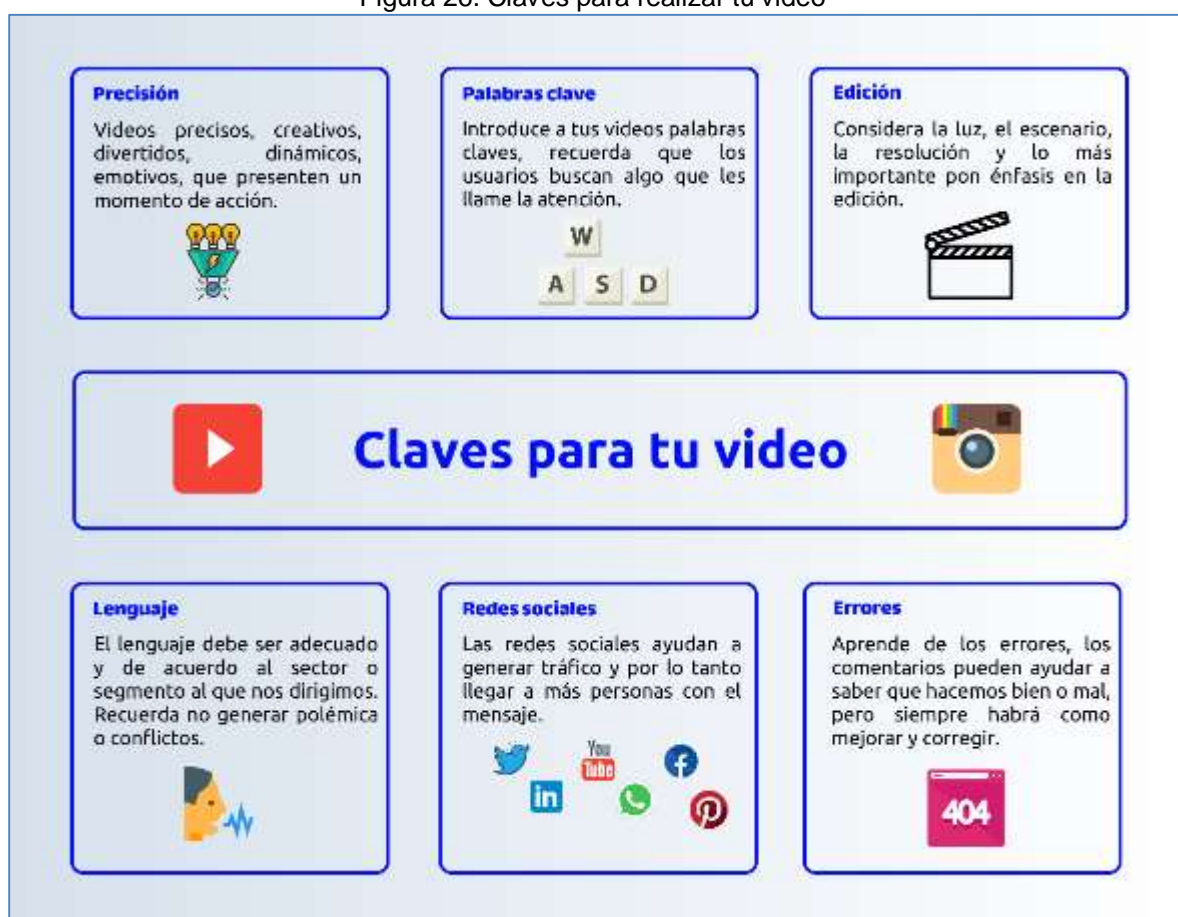 Figura 26. Claves para realizar tu video
Precisión
Videos precisos, creativos,
divertidos, dinámicos,
emotivos, que presenten un
momento de acción.
Palabras clave
Introduce a tus videos palabras
claves, recuerda que los
usuarios buscan algo que les
llame la atención.
W
A S D
Edición
Considera la luz, el escenario,
la resolución y lo más
importante pon énfasis en la
edición.
Claves para tu video
Lenguaje
El lenguaje debe ser adecuado
y de acuerdo al sector o
segmento al que nos dirigimos.
Recuerda no generar polémica
o conflictos.
Redes sociales
Las redes sociales ayudan a
generar tráfico y por lo tanto
llegar a más personas con el
mensaje.
You
Tube
in
Errores
Aprende de los errores, los
comentarios pueden ayudar a
saber que hacemos bien o mal,
pero siempre habrá como
mejorar y corregir.
404